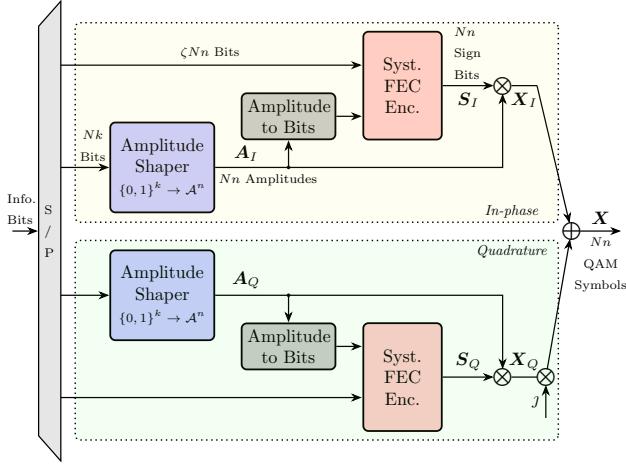 Info.
Bits
S
/
P
ζNn Bits
Nk
Bits
Amplitude
Shaper
{0, 1}^k → 𝒜^n
A_I
Nn Amplitudes
Amplitude
to Bits
Syst.
FEC
Enc.
Nn
Sign
Bits
S_I
X_I
In-phase
X
Nn
QAM
Symbols
Quadrature
Amplitude
Shaper
{0, 1}^k → 𝒜^n
A_Q
Amplitude
to Bits
Syst.
FEC
Enc.
S_Q
X_Q
ȷ